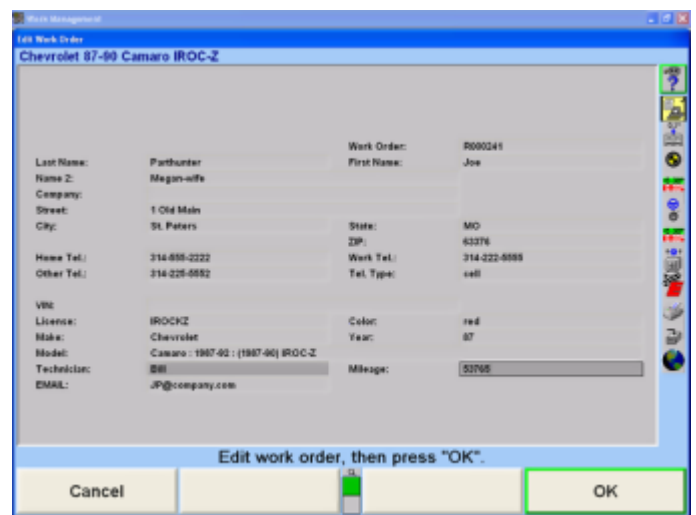 Work Management
Edit Work Order
Chevrolet 87-90 Camaro IROC-Z
Work Order: R000241
Last Name: Parthunter First Name: Joe
Name 2: Megan-wife
Company:
Street: 1 Old Main
City: St. Peters State: MO
ZIP: 63376
Home Tel.: 314-555-2222 Work Tel.: 314-222-5555
Other Tel.: 314-225-5552 Tel. Type: cell
VIN:
License: IROCKZ Color: red
Make: Chevrolet Year: 87
Model: Camaro : 1987-92 : (1987-90) IROC-Z
Technician: Bill Mileage: 53765
EMAIL: JP@company.com
Edit work order, then press "OK".
Cancel OK